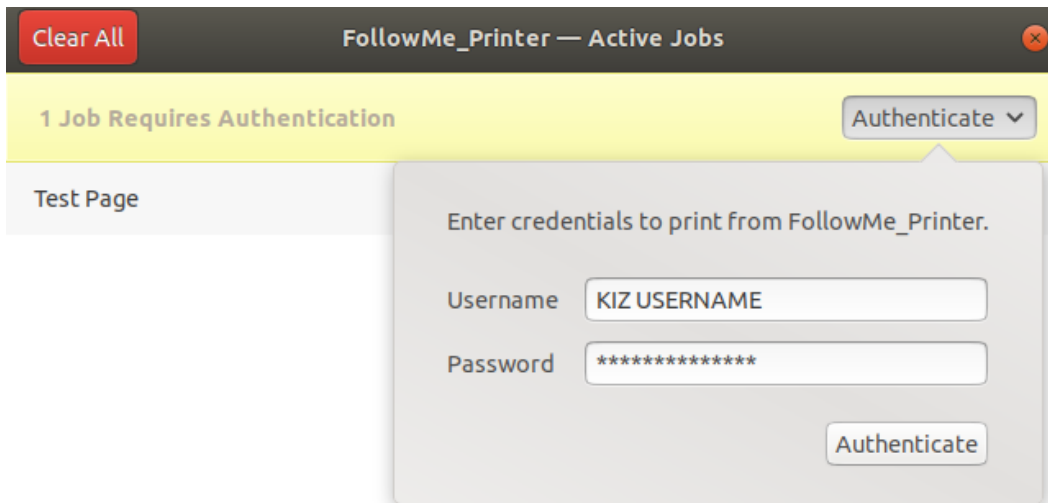 Clear All
FollowMe_Printer — Active Jobs
1 Job Requires Authentication
Authenticate
Test Page
Enter credentials to print from FollowMe_Printer.
Username
KIZ USERNAME
Password
**************
Authenticate